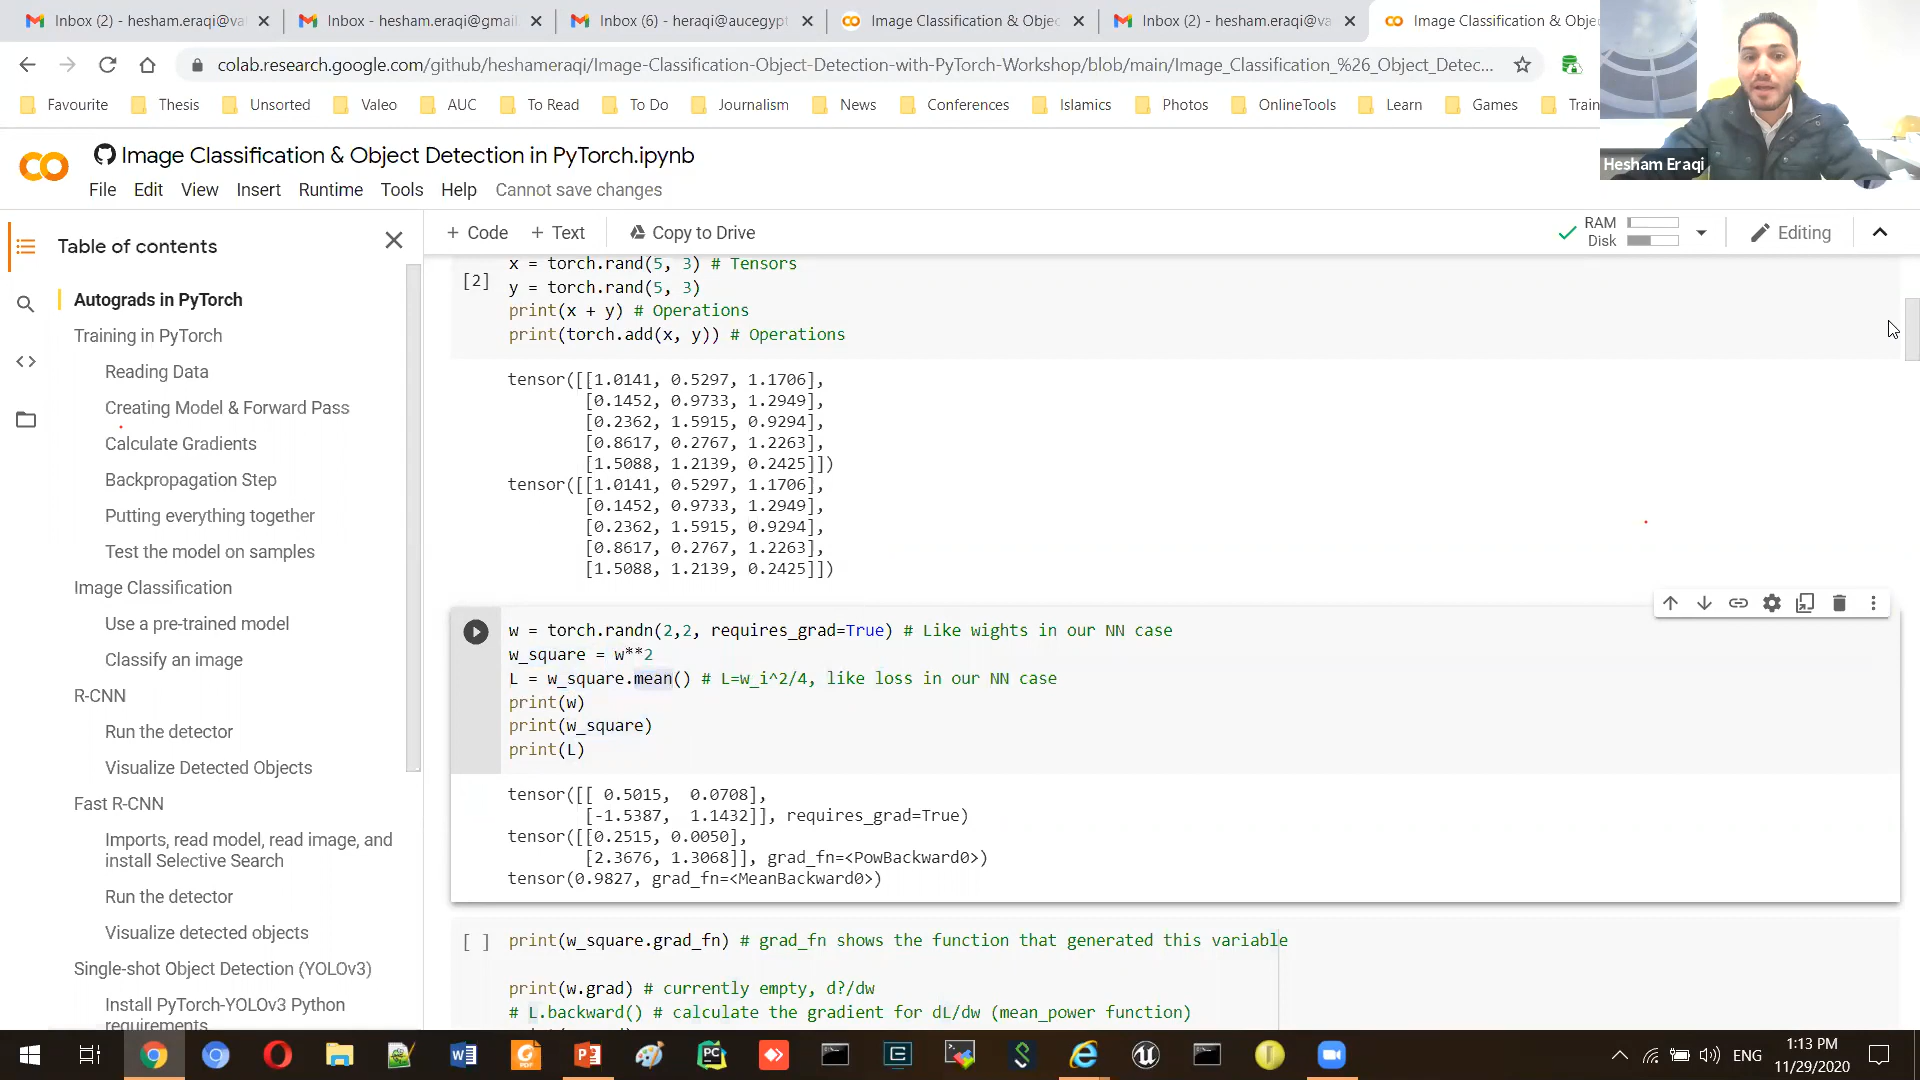 Inbox (2) - hesham.eraqi@va
Inbox - hesham.eraqi@gmail
Inbox (6) - heraqi@aucegypt
Image Classification & Objec
Inbox (2) - hesham.eraqi@va
Image Classification & Obje
colab.research.google.com/github/heshameraqi/Image-Classification-Object-Detection-with-PyTorch-Workshop/blob/main/Image_Classification_%26_Object_Detec...
Favourite
Thesis
Unsorted
Valeo
AUC
To Read
To Do
Journalism
News
Conferences
Islamics
Photos
OnlineTools
Learn
Games
Train
Hesham Eraqi
Image Classification & Object Detection in PyTorch.ipynb
File Edit View Insert Runtime Tools Help Cannot save changes
Table of contents
Autograds in PyTorch
Training in PyTorch
Reading Data
Creating Model & Forward Pass
Calculate Gradients
Backpropagation Step
Putting everything together
Test the model on samples
Image Classification
Use a pre-trained model
Classify an image
R-CNN
Run the detector
Visualize Detected Objects
Fast R-CNN
Imports, read model, read image, and
install Selective Search
Run the detector
Visualize detected objects
Single-shot Object Detection (YOLOv3)
Install PyTorch-YOLOv3 Python
requirements
+ Code + Text Copy to Drive
RAM
Disk
Editing
[2]
x = torch.rand(5, 3) # Tensors
y = torch.rand(5, 3)
print(x + y) # Operations
print(torch.add(x, y)) # Operations
tensor([[1.0141, 0.5297, 1.1706],
[0.1452, 0.9733, 1.2949],
[0.2362, 1.5915, 0.9294],
[0.8617, 0.2767, 1.2263],
[1.5088, 1.2139, 0.2425]])
tensor([[1.0141, 0.5297, 1.1706],
[0.1452, 0.9733, 1.2949],
[0.2362, 1.5915, 0.9294],
[0.8617, 0.2767, 1.2263],
[1.5088, 1.2139, 0.2425]])
w = torch.randn(2,2, requires_grad=True) # Like wights in our NN case
w_square = w**2
L = w_square.mean() # L=w_i^2/4, like loss in our NN case
print(w)
print(w_square)
print(L)
tensor([[ 0.5015, 0.0708],
[-1.5387, 1.1432]], requires_grad=True)
tensor([[0.2515, 0.0050],
[2.3676, 1.3068]], grad_fn=<PowBackward0>)
tensor(0.9827, grad_fn=<MeanBackward0>)
[ ]
print(w_square.grad_fn) # grad_fn shows the function that generated this variable
print(w.grad) # currently empty, d?/dw
# L.backward() # calculate the gradient for dL/dw (mean_power function)
ENG
1:13 PM
11/29/2020